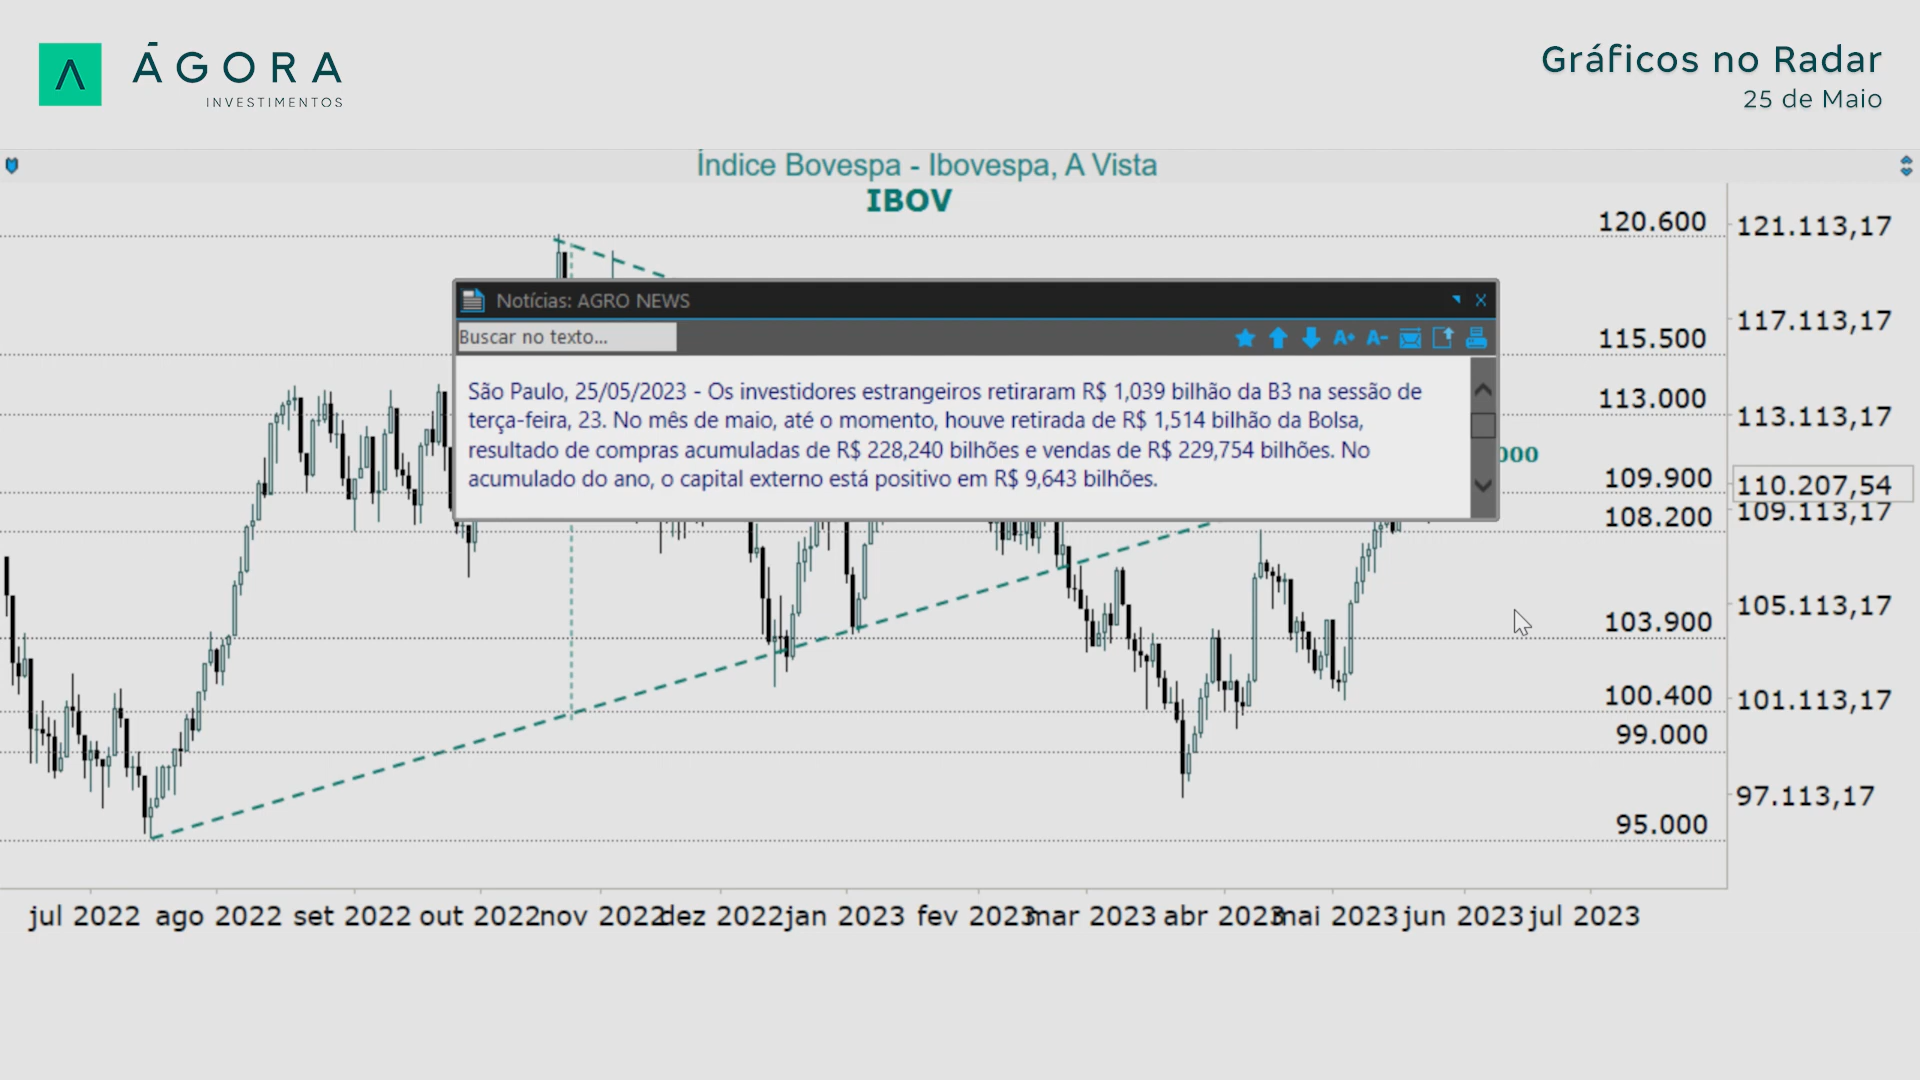 ÁGORA
INVESTIMENTOS
Gráficos no Radar
25 de Maio
Índice Bovespa - Ibovespa, A Vista
IBOV
120.600
121.113,17
Notícias: AGRO NEWS
Buscar no texto...
A+ A-
São Paulo, 25/05/2023 - Os investidores estrangeiros retiraram R$ 1,039 bilhão da B3 na sessão de
terça-feira, 23. No mês de maio, até o momento, houve retirada de R$ 1,514 bilhão da Bolsa,
resultado de compras acumuladas de R$ 228,240 bilhões e vendas de R$ 229,754 bilhões. No
acumulado do ano, o capital externo está positivo em R$ 9,643 bilhões.
117.113,17
115.500
113.000
113.113,17
000
109.900
110.207,54
108.200
109.113,17
105.113,17
103.900
100.400
101.113,17
99.000
97.113,17
95.000
jul 2022 ago 2022 set 2022 out 2022 nov 2022 dez 2022 jan 2023 fev 2023 mar 2023 abr 2023 mai 2023 jun 2023 jul 2023